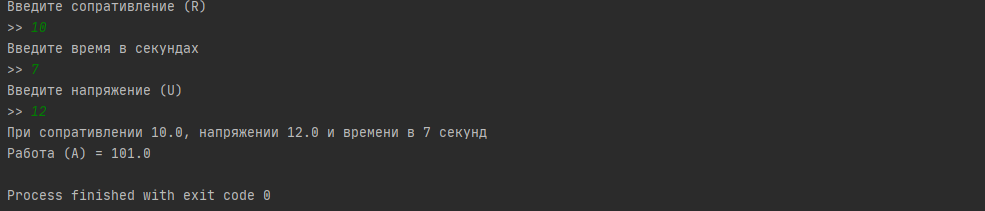 Введите сопративление (R)
>> 10
Введите время в секундах
>> 7
Введите напряжение (U)
>> 12
При сопративлении 10.0, напряжении 12.0 и времени в 7 секунд
Работа (A) = 101.0
Process finished with exit code 0